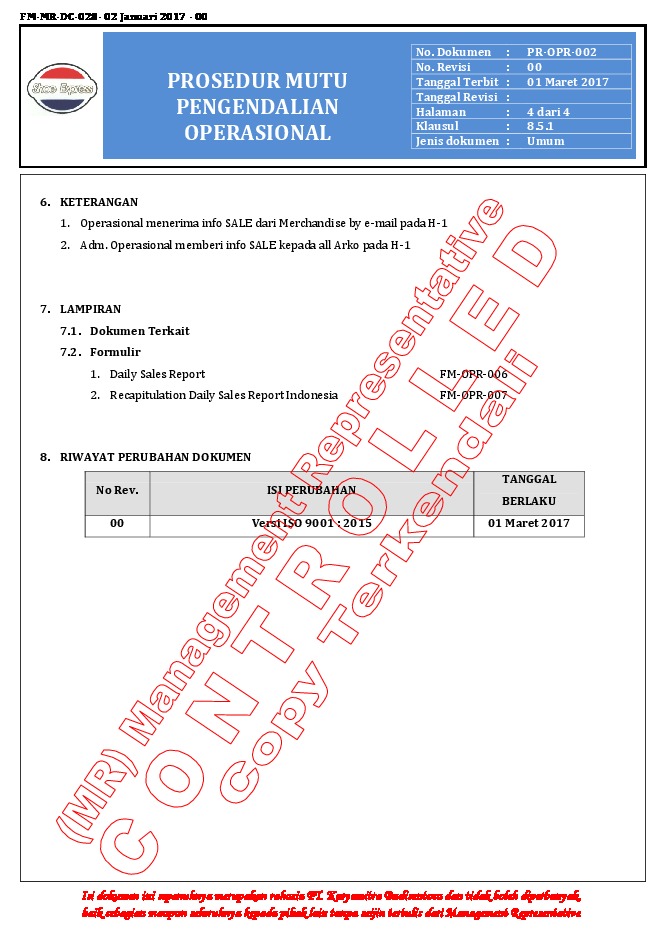 FM-MR-DC-028- 02 Januari 2017 - 00
Shoe Express
PROSEDUR MUTU
PENGENDALIAN
OPERASIONAL
No. Dokumen : PR-OPR-002
No. Revisi : 00
Tanggal Terbit : 01 Maret 2017
Tanggal Revisi :
Halaman : 4 dari 4
Klausul : 8.5.1
Jenis dokumen : Umum
6. KETERANGAN
1. Operasional menerima info SALE dari Merchandise by e-mail pada H-1
2. Adm. Operasional memberi info SALE kepada all Arko pada H-1
7. LAMPIRAN
7.1. Dokumen Terkait
7.2. Formulir
1. Daily Sales Report FM-OPR-006
2. Recapitulation Daily Sales Report Indonesia FM-OPR-007
8. RIWAYAT PERUBAHAN DOKUMEN
No Rev. ISI PERUBAHAN TANGGAL BERLAKU
00 Versi ISO 9001 : 2015 01 Maret 2017
(MR) Management Representative
CONTROLLED
Copy Terkendali
Isi dokumen ini sepenuhnya merupakan rahasia PT. dan tidak boleh diperbanyak,
baik sebagian maupun seluruhnya kepada pihak lain tanpa seijin tertulis dari Management Representative